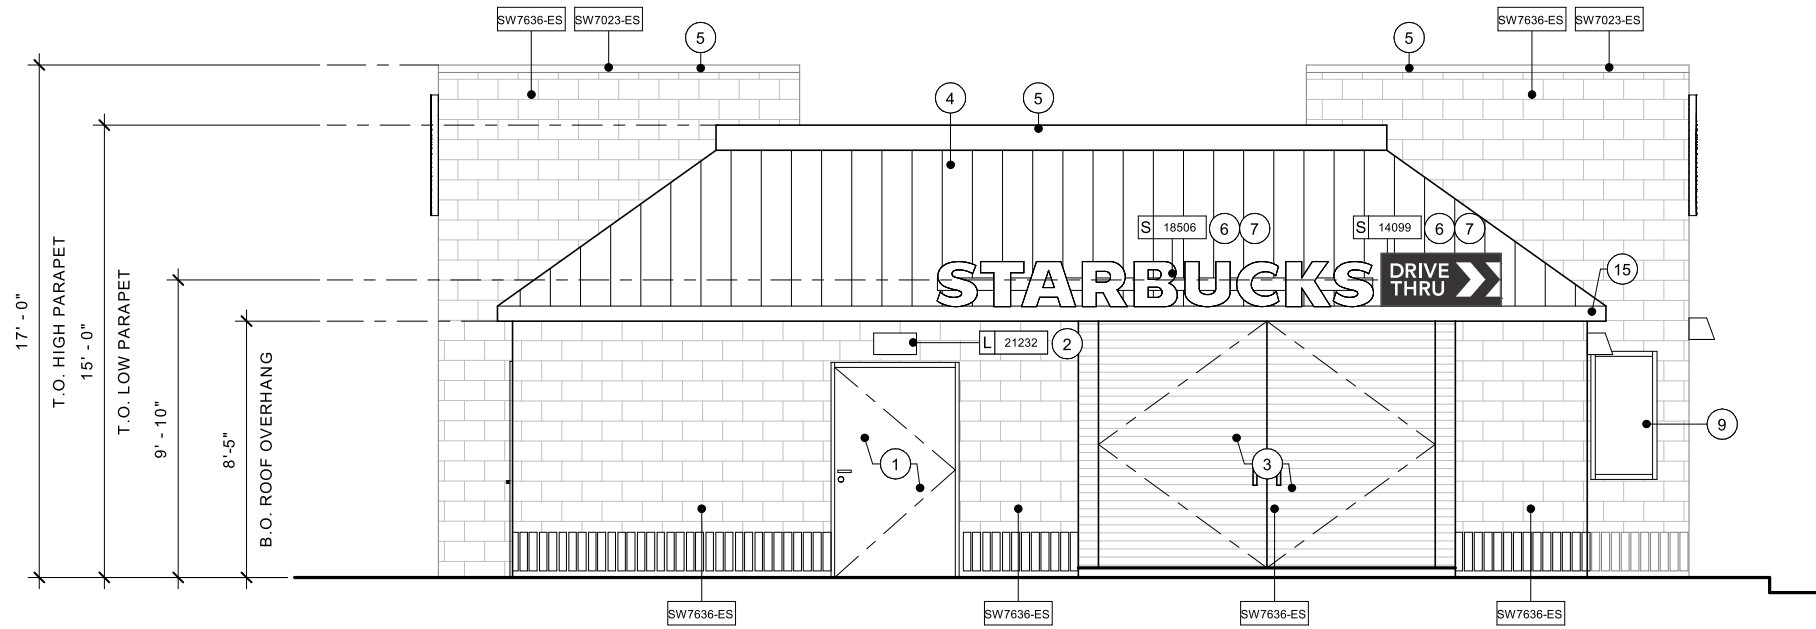 SW7636-ES
SW7023-ES
5
5
SW7636-ES
SW7023-ES
4
5
S 18506 6 7
S 14099 6 7
STARBUCKS
DRIVE
THRU
15
L 21232 2
9
1
3
17' - 0"
T.O. HIGH PARAPET
15' - 0"
T.O. LOW PARAPET
9' - 10"
8'-5"
B.O. ROOF OVERHANG
SW7636-ES
SW7636-ES
SW7636-ES
SW7636-ES